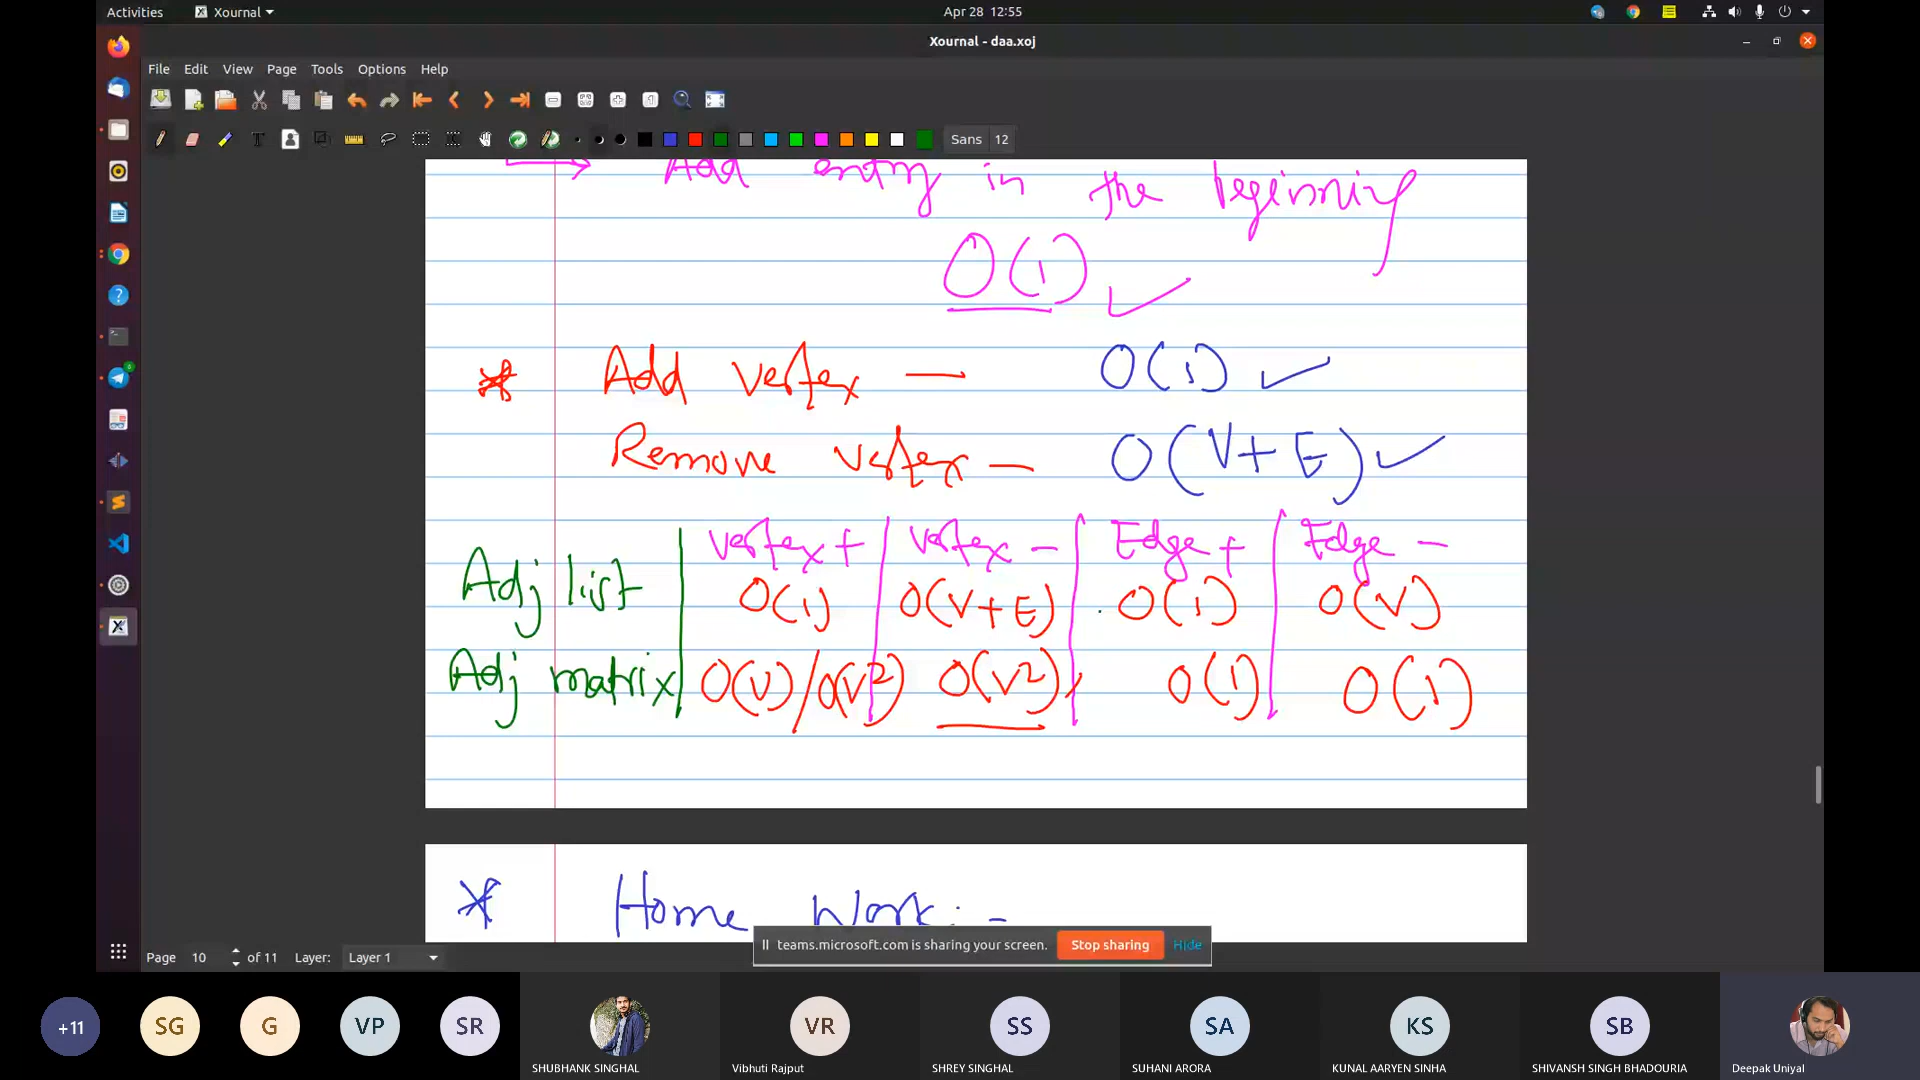 Activities
Xournal
Apr 28 12:55
Xournal - daa.xoj
File Edit View Page Tools Options Help
Sans 12
Add entry in the beginning
O(1)
* Add vertex — O(1)
Remove vertex — O(V+E)
vertex + vertex - Edge + Edge -
Adj list O(1) O(V+E) O(1) O(V)
Adj matrix O(V)/O(V²) O(V²) O(1) O(1)
* Home Work: -
teams.microsoft.com is sharing your screen. Stop sharing Hide
Page 10 of 11 Layer: Layer 1
+11 SG G VP SR VR SS SA KS SB
SHUBHANK SINGHAL Vibhuti Rajput SHREY SINGHAL SUHANI ARORA KUNAL AARYEN SINHA SHIVANSH SINGH BHADOURIA Deepak Uniyal